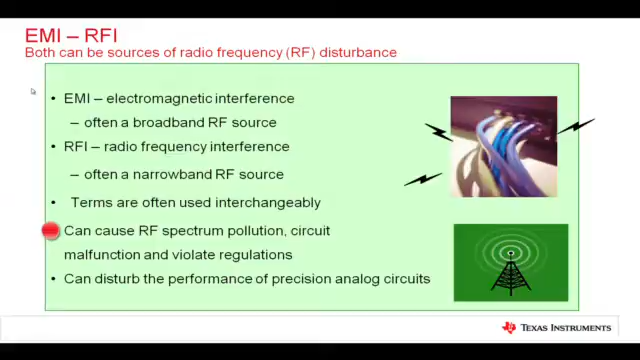 EMI – RFI
Both can be sources of radio frequency (RF) disturbance
• EMI – electromagnetic interference
– often a broadband RF source
• RFI – radio frequency interference
– often a narrowband RF source
• Terms are often used interchangeably
Can cause RF spectrum pollution, circuit
malfunction and violate regulations
• Can disturb the performance of precision analog circuits
TEXAS INSTRUMENTS